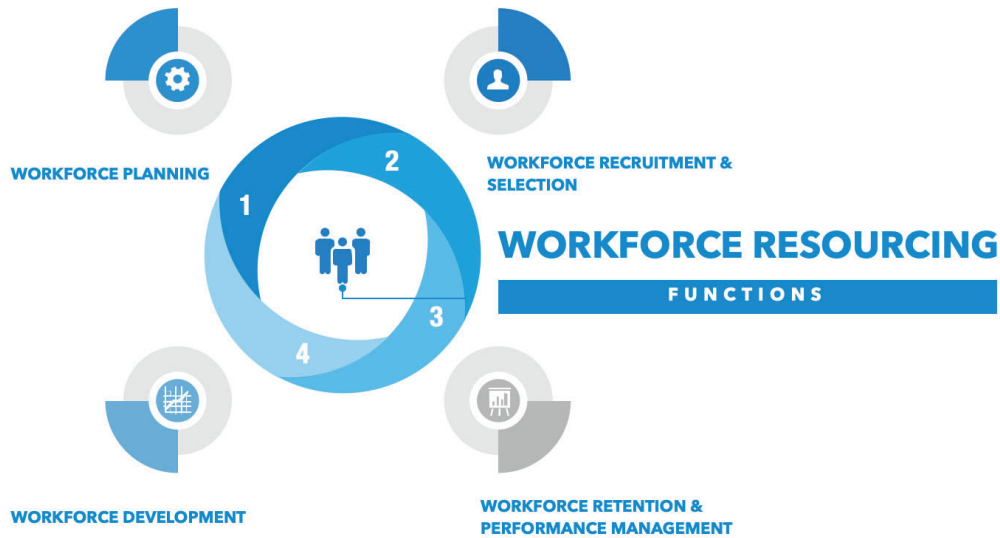 WORKFORCE PLANNING
1
2
WORKFORCE RECRUITMENT &
SELECTION
WORKFORCE RESOURCING
FUNCTIONS
3
4
WORKFORCE DEVELOPMENT
WORKFORCE RETENTION &
PERFORMANCE MANAGEMENT